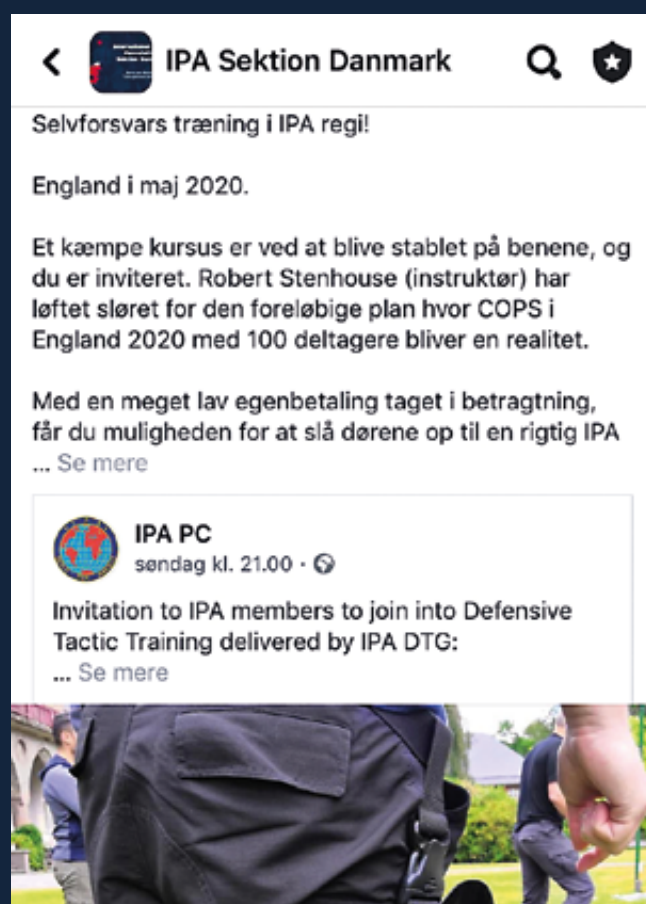 IPA Sektion Danmark
Selvforsvars træning i IPA regi!
England i maj 2020.
Et kæmpe kursus er ved at blive stablet på benene, og
du er inviteret. Robert Stenhouse (instruktør) har
løftet sløret for den foreløbige plan hvor COPS i
England 2020 med 100 deltagere bliver en realitet.
Med en meget lav egenbetaling taget i betragtning,
får du muligheden for at slå dørene op til en rigtig IPA
... Se mere
IPA PC
søndag kl. 21.00 ·
Invitation to IPA members to join into Defensive
Tactic Training delivered by IPA DTG:
... Se mere